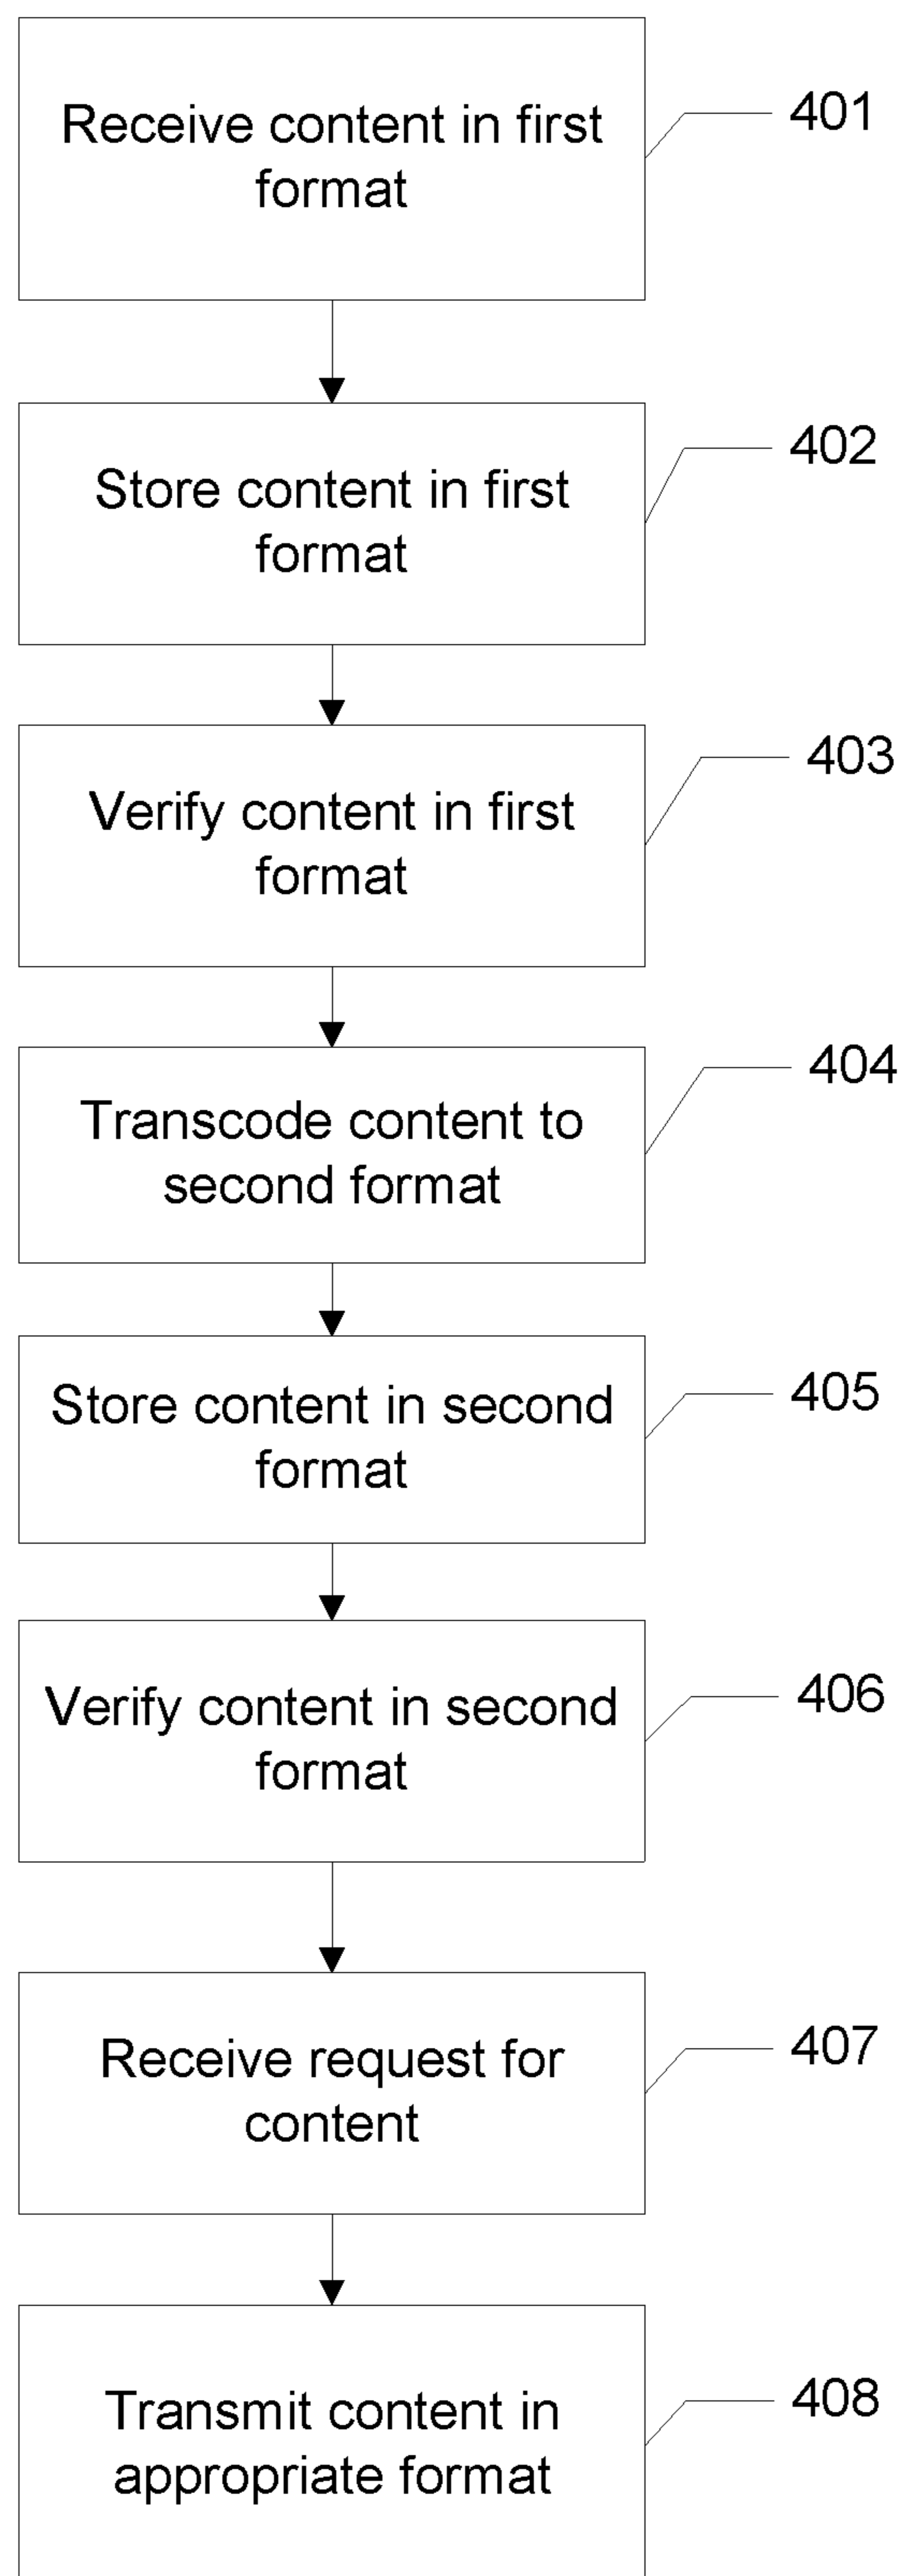 Receive content in first
format
401
Store content in first
format
402
Verify content in first
format
403
Transcode content to
second format
404
Store content in second
format
405
Verify content in second
format
406
Receive request for
content
407
Transmit content in
appropriate format
408